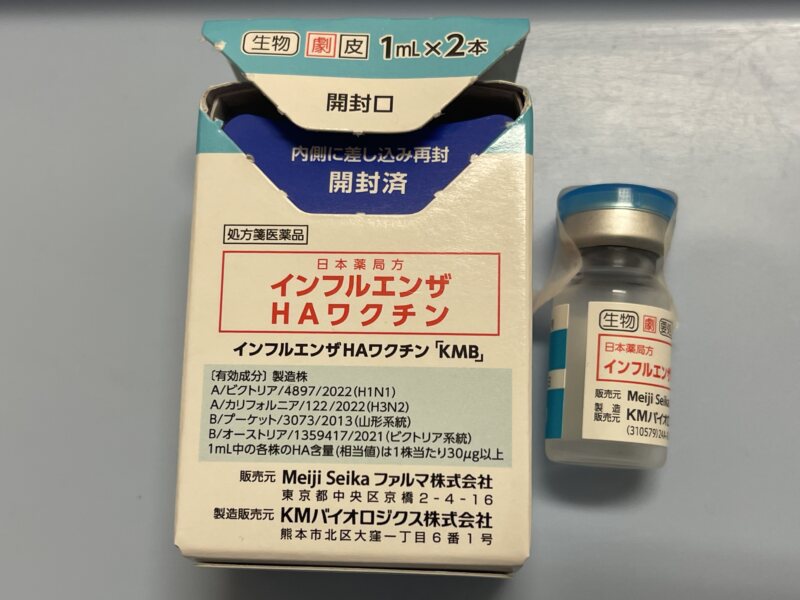 生物 劇 皮 1mL×2本
開封口
内側に差し込み再封
開封済
処方箋医薬品
日本薬局方
インフルエンザ
HAワクチン
インフルエンザHAワクチン「KMB」
〔有効成分〕製造株
A/ビクトリア/4897/2022(H1N1)
A/カリフォルニア/122/2022(H3N2)
B/プーケット/3073/2013(山形系統)
B/オーストリア/1359417/2021(ビクトリア系統)
1mL中の各株のHA含量(相当値)は1株当たり30μg以上
販売元 Meiji Seika ファルマ株式会社
東京都中央区京橋2-4-16
製造販売元 KMバイオロジクス株式会社
熊本市北区大窪一丁目6番1号
生物 劇
日本薬局方
インフルエンザ
販売元 Meiji Seika
製造販売元 KMバイオロ
(310579)244-